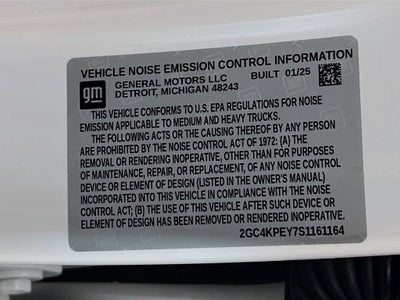 VEHICLE NOISE EMISSION CONTROL INFORMATION
gm
GENERAL MOTORS LLC BUILT 01/25
DETROIT, MICHIGAN 48243
THIS VEHICLE CONFORMS TO U.S. EPA REGULATIONS FOR NOISE
EMISSION APPLICABLE TO MEDIUM AND HEAVY TRUCKS.
THE FOLLOWING ACTS OR THE CAUSING THEREOF BY ANY PERSON
ARE PROHIBITED BY THE NOISE CONTROL ACT OF 1972: (A) THE
REMOVAL OR RENDERING INOPERATIVE, OTHER THAN FOR PURPOSES
OF MAINTENANCE, REPAIR, OR REPLACEMENT, OF ANY NOISE CONTROL
DEVICE OR ELEMENT OF DESIGN (LISTED IN THE OWNER'S MANUAL)
INCORPORATED INTO THIS VEHICLE IN COMPLIANCE WITH THE NOISE
CONTROL ACT; (B) THE USE OF THIS VEHICLE AFTER SUCH DEVICE OR
ELEMENT OF DESIGN HAS BEEN REMOVED OR RENDERED INOPERATIVE.
2GC4KPEY7S1161164